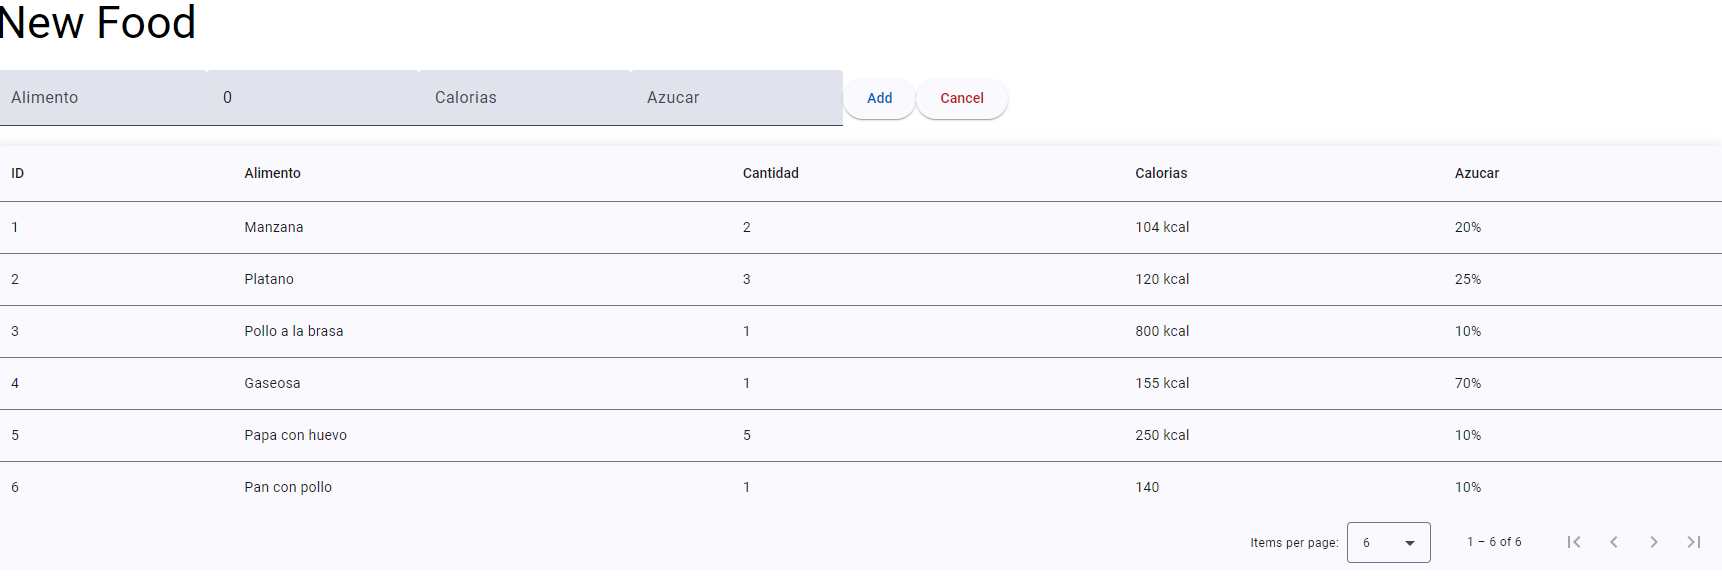 New Food
Alimento 0 Calorias Azucar Add Cancel
ID Alimento Cantidad Calorias Azucar
1 Manzana 2 104 kcal 20%
2 Platano 3 120 kcal 25%
3 Pollo a la brasa 1 800 kcal 10%
4 Gaseosa 1 155 kcal 70%
5 Papa con huevo 5 250 kcal 10%
6 Pan con pollo 1 140 10%
Items per page: 6 1 – 6 of 6